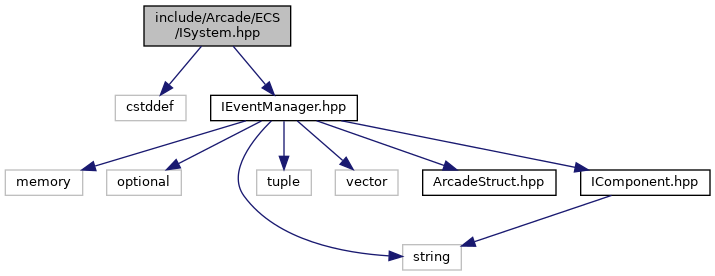 include/Arcade/ECS
/ISystem.hpp
cstddef
IEventManager.hpp
memory
optional
tuple
vector
ArcadeStruct.hpp
IComponent.hpp
string